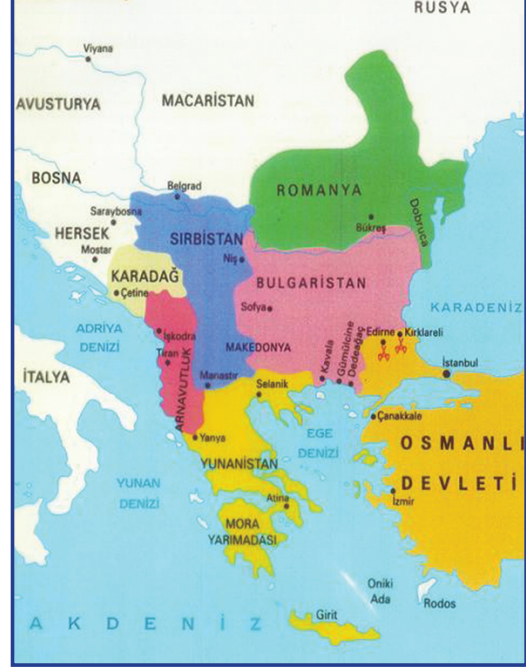 RUSYA
Viyana
AVUSTURYA
MACARİSTAN
BOSNA
Belgrad
ROMANYA
Dobruca
Saraybosna
HERSEK
Bükreş
SIRBİSTAN
Mostar
Niş
KARADAĞ
BULGARİSTAN
Çetine
Sofya
KARADENİZ
ADRİYA
DENİZİ
İşkodra
Tiran
ARNAVUTLUK
MAKEDONYA
Kavala
Gümülcine
Dedeağaç
Edirne
Kırklareli
İstanbul
İTALYA
Manastır
Selanik
Çanakkale
Yanya
EGE
DENİZİ
OSMANLI
DEVLETİ
YUNANİSTAN
YUNAN
DENİZİ
Atina
İzmir
MORA
YARIMADASI
Oniki
Ada
Rodos
Girit
AKDENİZ